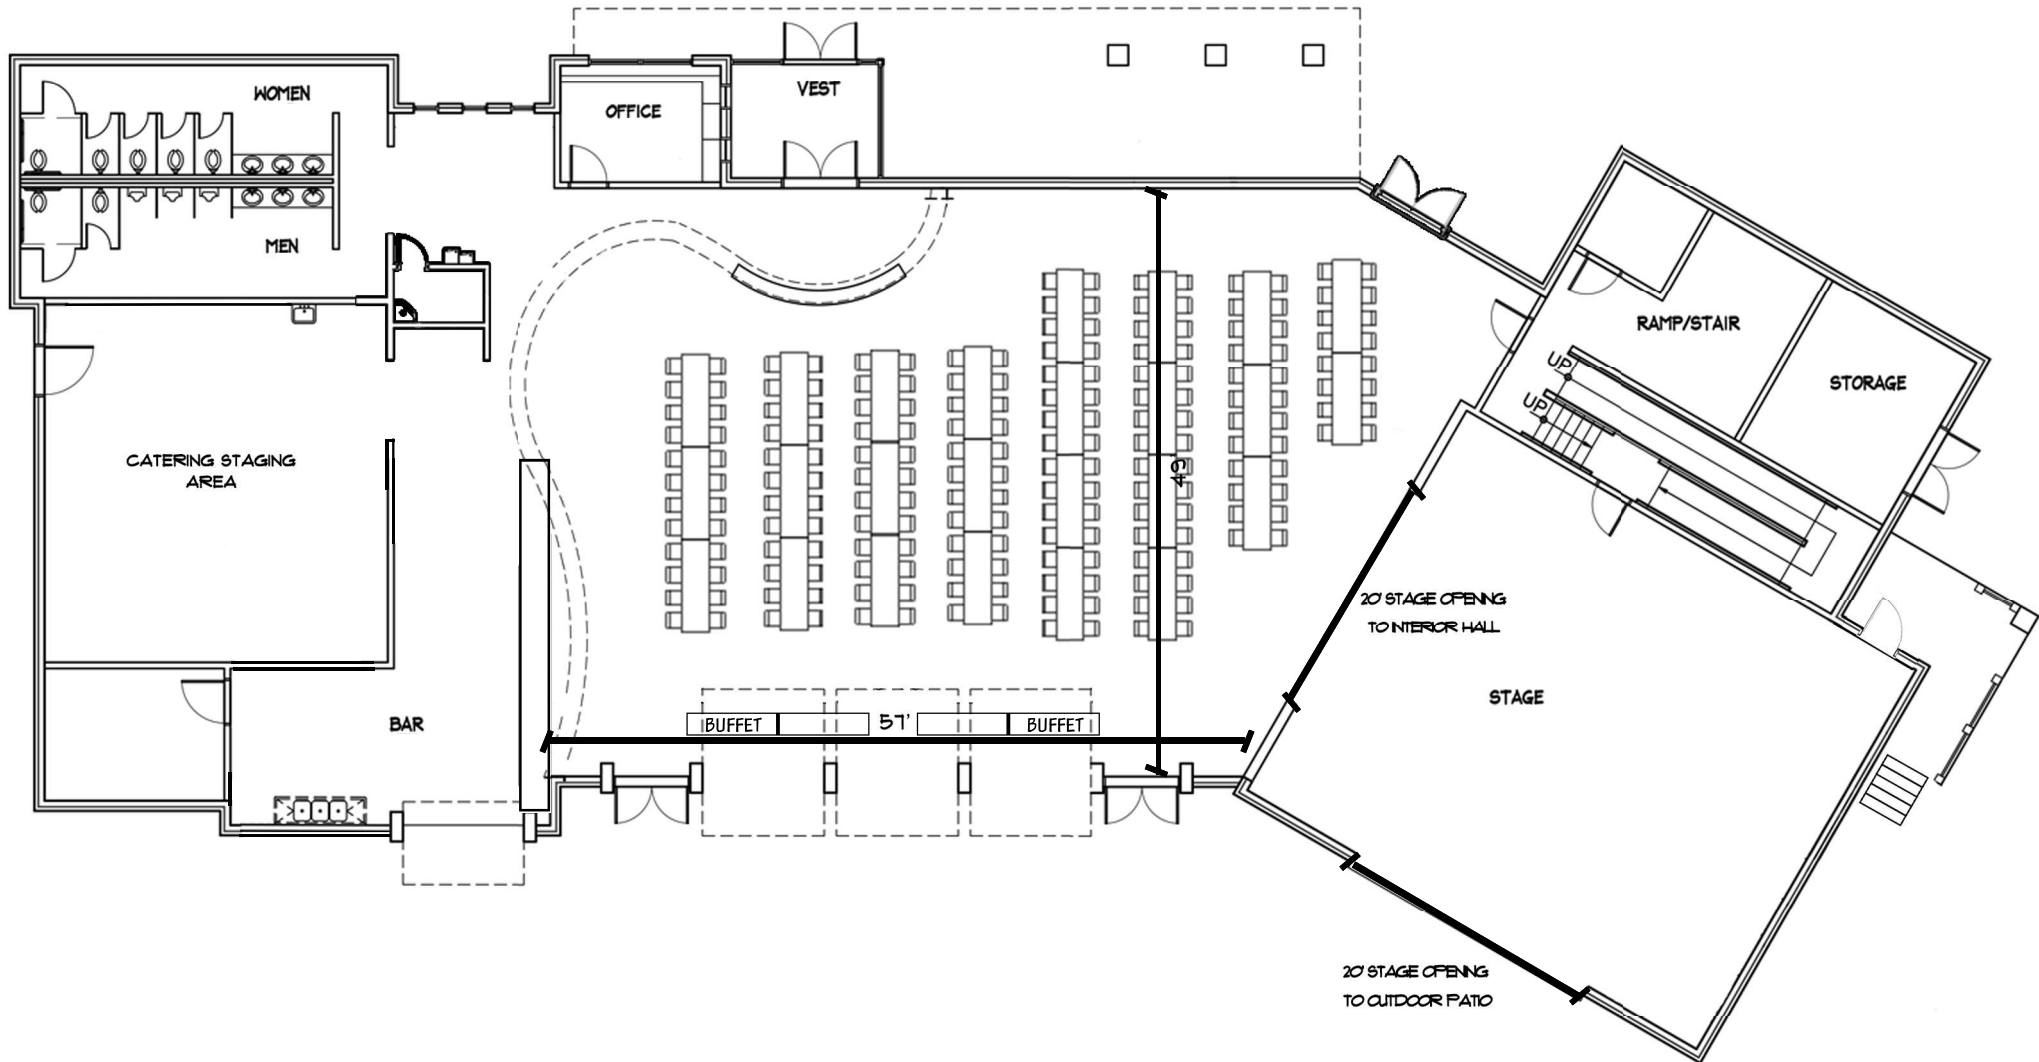 WOMEN
VEST
OFFICE
MEN
RAMP/STAIR
UP
UP
STORAGE
CATERING STAGING
AREA
49
20' STAGE OPENING
TO INTERIOR HALL
STAGE
BAR
BUFFET
57'
BUFFET
20' STAGE OPENING
TO OUTDOOR PATIO